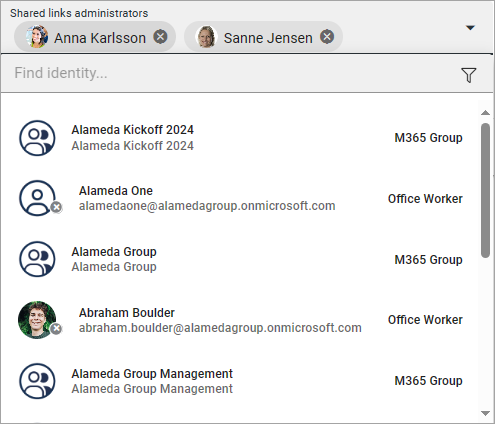 Shared links administrators
Anna Karlsson
Sanne Jensen
Find identity...
Alameda Kickoff 2024
Alameda Kickoff 2024
M365 Group
Alameda One
alamedaone@alamedagroup.onmicrosoft.com
Office Worker
Alameda Group
Alameda Group
M365 Group
Abraham Boulder
abraham.boulder@alamedagroup.onmicrosoft.com
Office Worker
Alameda Group Management
Alameda Group Management
M365 Group